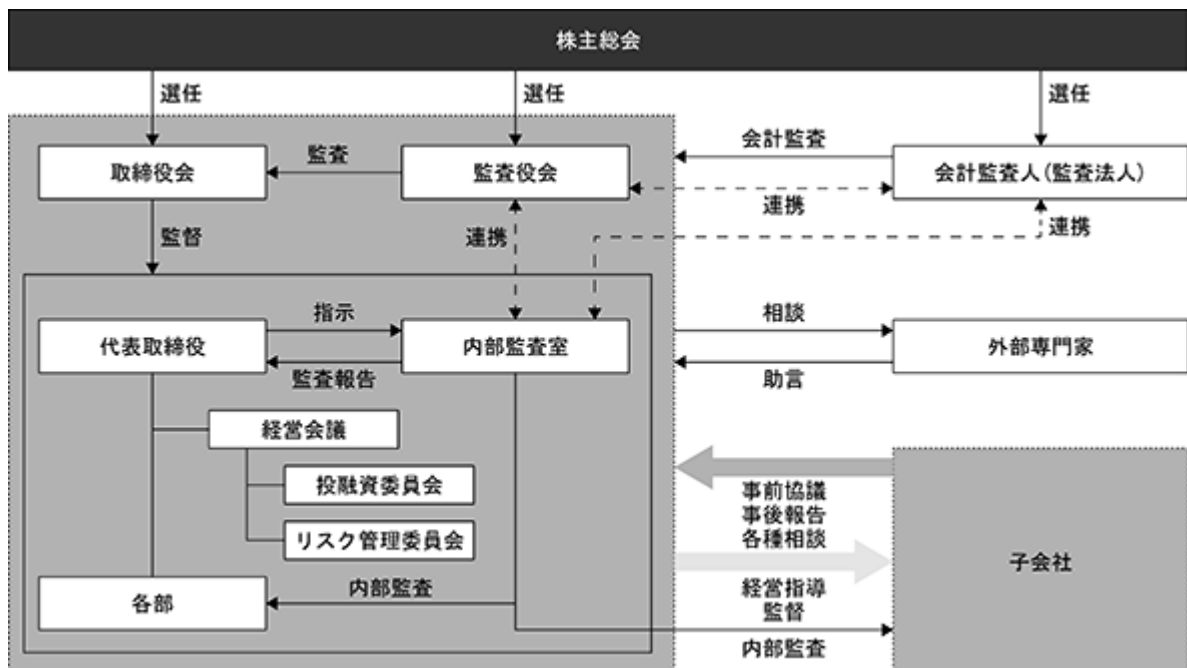 株主総会
選任
選任
選任
取締役会
監査
監査役会
会計監査
会計監査人(監査法人)
連携
監督
連携
連携
代表取締役
指示
監査報告
内部監査室
相談
助言
外部専門家
経営会議
投融資委員会
リスク管理委員会
事前協議
事後報告
各種相談
子会社
各部
内部監査
経営指導
監督
内部監査